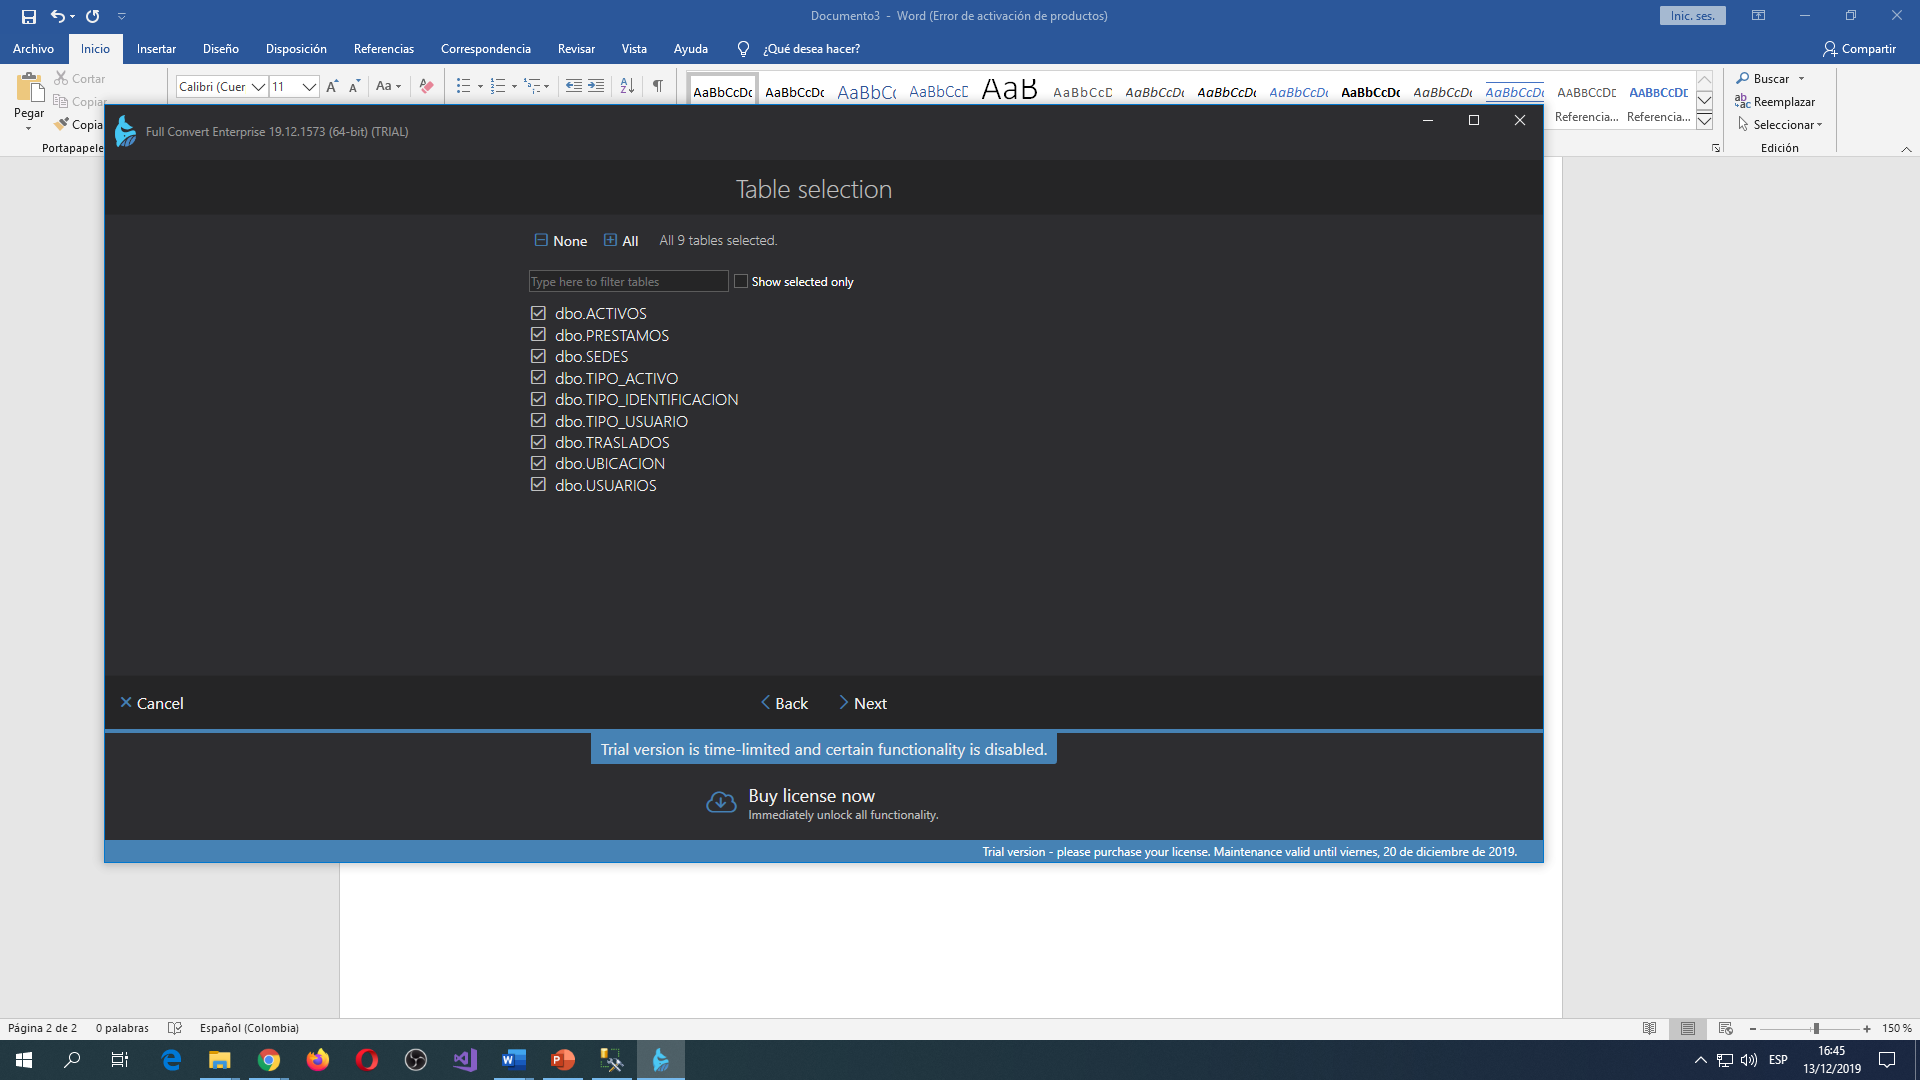 Documento3 - Word (Error de activación de productos)
Inic. ses.
Archivo Inicio Insertar Diseño Disposición Referencias Correspondencia Revisar Vista Ayuda ¿Qué desea hacer? Compartir
Pegar
Cortar
Copiar
Copia
Portapapele
Calibri (Cuer 11
Aa
AaBbCcDc AaBbCcDc AaBbCc AaBbCcD AaB AaBbCcD AaBbCcDc AaBbCcDc AaBbCcDc AaBbCcDc AaBbCcDc AaBbCcDc AABBCCDD AABBCCDD
Referencia... Referencia...
Buscar
Reemplazar
Seleccionar
Edición
Full Convert Enterprise 19.12.1573 (64-bit) (TRIAL)
Table selection
None All All 9 tables selected.
Type here to filter tables Show selected only
dbo.ACTIVOS
dbo.PRESTAMOS
dbo.SEDES
dbo.TIPO_ACTIVO
dbo.TIPO_IDENTIFICACION
dbo.TIPO_USUARIO
dbo.TRASLADOS
dbo.UBICACION
dbo.USUARIOS
Cancel Back Next
Trial version is time-limited and certain functionality is disabled.
Buy license now
Immediately unlock all functionality.
Trial version - please purchase your license. Maintenance valid until viernes, 20 de diciembre de 2019.
Página 2 de 2 0 palabras Español (Colombia) 150 %
ESP
16:45
13/12/2019